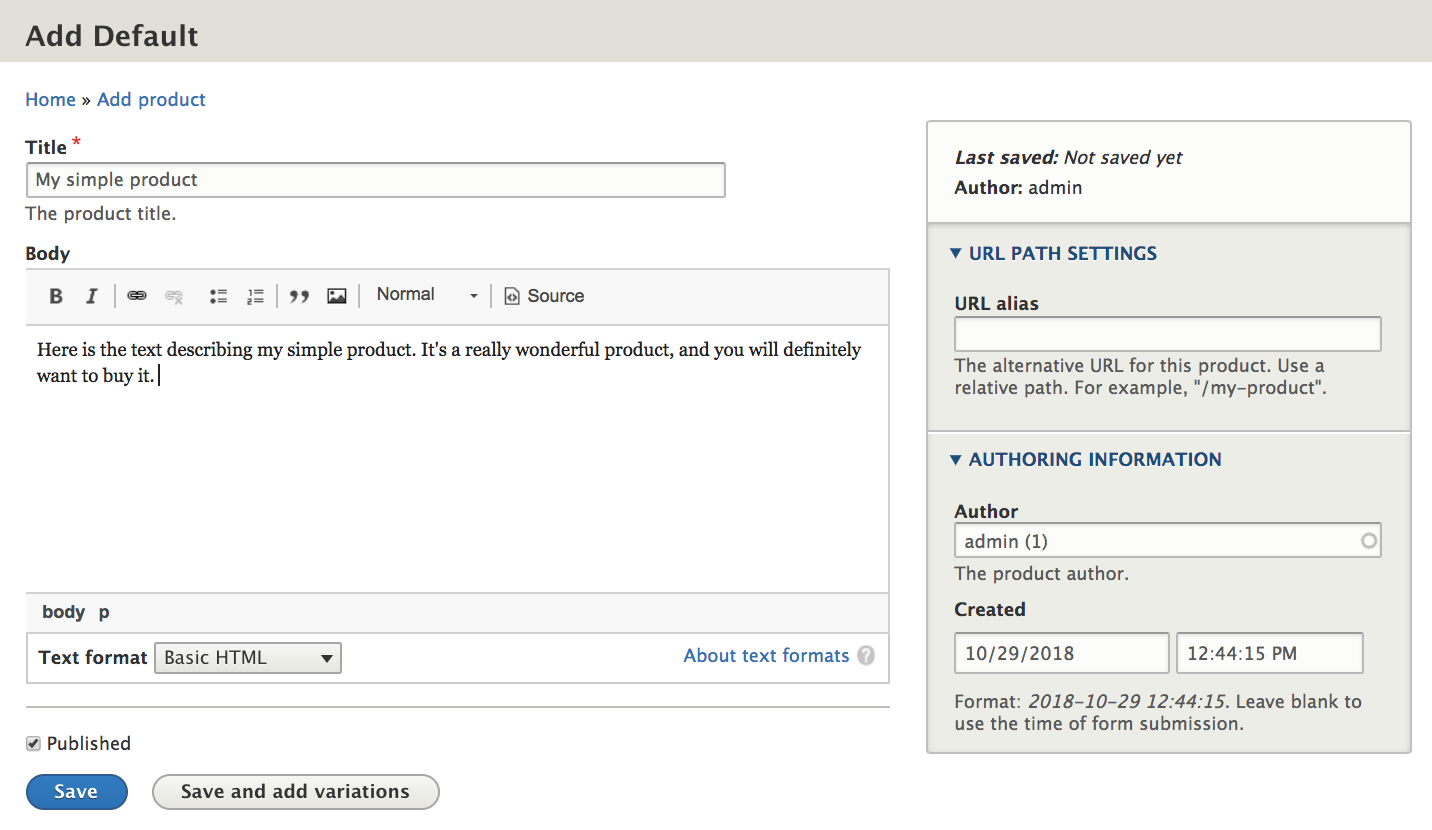 Add Default
Home » Add product
Title *
My simple product
The product title.
Body
B I Normal Source
Here is the text describing my simple product. It's a really wonderful product, and you will definitely
want to buy it.
body p
Text format Basic HTML About text formats ?
Published
Save Save and add variations
Last saved: Not saved yet
Author: admin
URL PATH SETTINGS
URL alias
The alternative URL for this product. Use a
relative path. For example, "/my-product".
AUTHORING INFORMATION
Author
admin (1)
The product author.
Created
10/29/2018 12:44:15 PM
Format: 2018-10-29 12:44:15. Leave blank to
use the time of form submission.